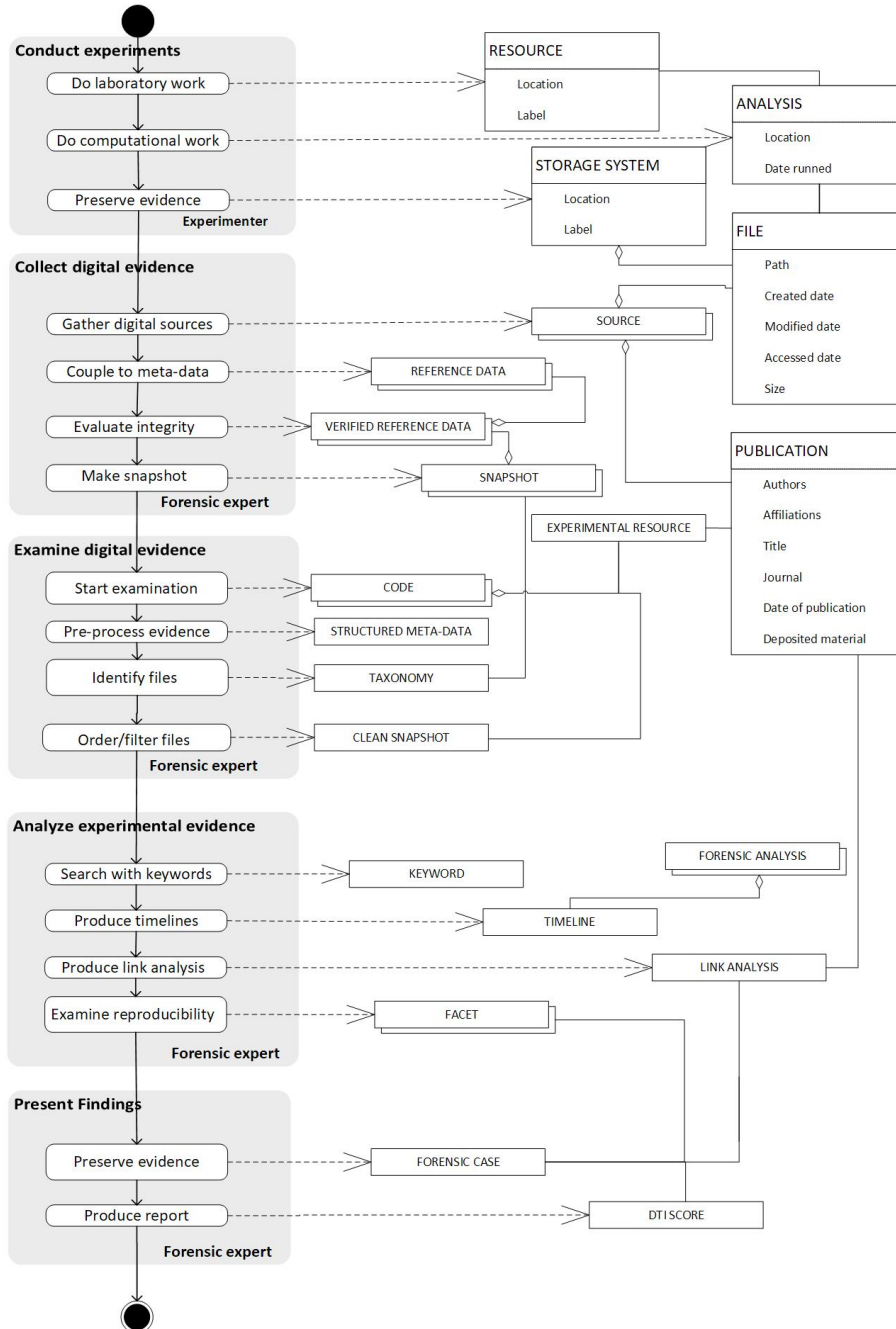 Conduct experiments
Do laboratory work
Do computational work
Preserve evidence
Experimenter
RESOURCE
Location
Label
ANALYSIS
Location
Date runned
STORAGE SYSTEM
Location
Label
FILE
Path
Created date
Modified date
Accessed date
Size
Collect digital evidence
Gather digital sources
SOURCE
Couple to meta-data
REFERENCE DATA
Evaluate integrity
VERIFIED REFERENCE DATA
Make snapshot
SNAPSHOT
Forensic expert
PUBLICATION
Authors
Affiliations
Title
Journal
Date of publication
Deposited material
EXPERIMENTAL RESOURCE
Examine digital evidence
Start examination
CODE
Pre-process evidence
STRUCTURED META-DATA
Identify files
TAXONOMY
Order/filter files
CLEAN SNAPSHOT
Forensic expert
Analyze experimental evidence
FORENSIC ANALYSIS
Search with keywords
KEYWORD
Produce timelines
TIMELINE
Produce link analysis
LINK ANALYSIS
Examine reproducibility
FACET
Forensic expert
Present Findings
Preserve evidence
FORENSIC CASE
Produce report
DTI SCORE
Forensic expert